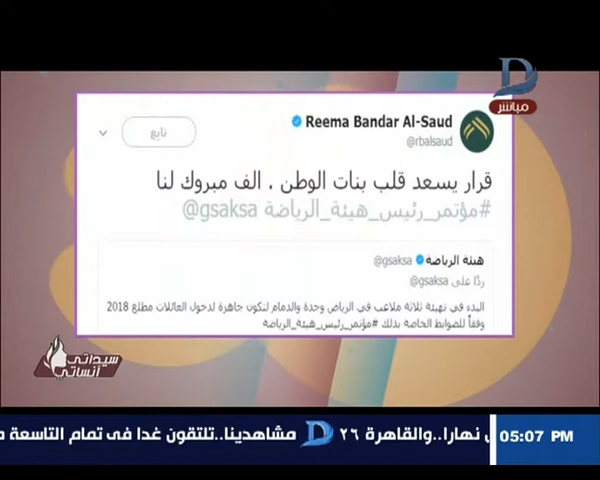 مباشر
Reema Bandar Al-Saud
@rbalsaud
تابع
قرار يسعد قلب بنات الوطن . الف مبروك لنا
#مؤتمر_رئيس_هيئة_الرياضة @gsaksa
هيئة الرياضة @gsaksa
ردًا على @gsaksa
البدء في تهيئة ثلاثة ملاعب في الرياض وجدة والدمام لتكون جاهزة لدخول العائلات مطلع 2018
وفقاً للضوابط الخاصة بذلك #مؤتمر_رئيس_هيئة_الرياضة
سيداتي
انساتي
نهارا..والقاهرة ٢٦ مشاهدينا..تلتقون غدا فى تمام التاسعة
05:07 PM